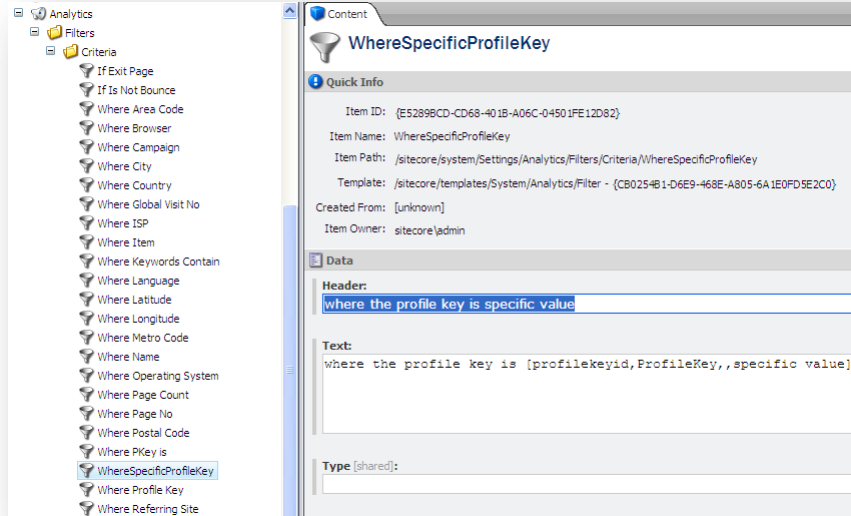 Analytics
Filters
Criteria
If Exit Page
If Is Not Bounce
Where Area Code
Where Browser
Where Campaign
Where City
Where Country
Where Global Visit No
Where ISP
Where Item
Where Keywords Contain
Where Language
Where Latitude
Where Longitude
Where Metro Code
Where Name
Where Operating System
Where Page Count
Where Page No
Where Postal Code
Where PKey is
WhereSpecificProfileKey
Where Profile Key
Where Referring Site
Content
WhereSpecificProfileKey
Quick Info
Item ID: {E5289BCD-CD68-401B-A06C-04501FE12D82}
Item Name: WhereSpecificProfileKey
Item Path: /sitecore/system/Settings/Analytics/Filters/Criteria/WhereSpecificProfileKey
Template: /sitecore/templates/System/Analytics/Filter - {CB0254B1-D6E9-468E-A805-6A1E0FD5E2C0}
Created From: [unknown]
Item Owner: sitecore\admin
Data
Header:
where the profile key is specific value
Text:
where the profile key is [profilekeyid,ProfileKey,,specific value]
Type [shared]: